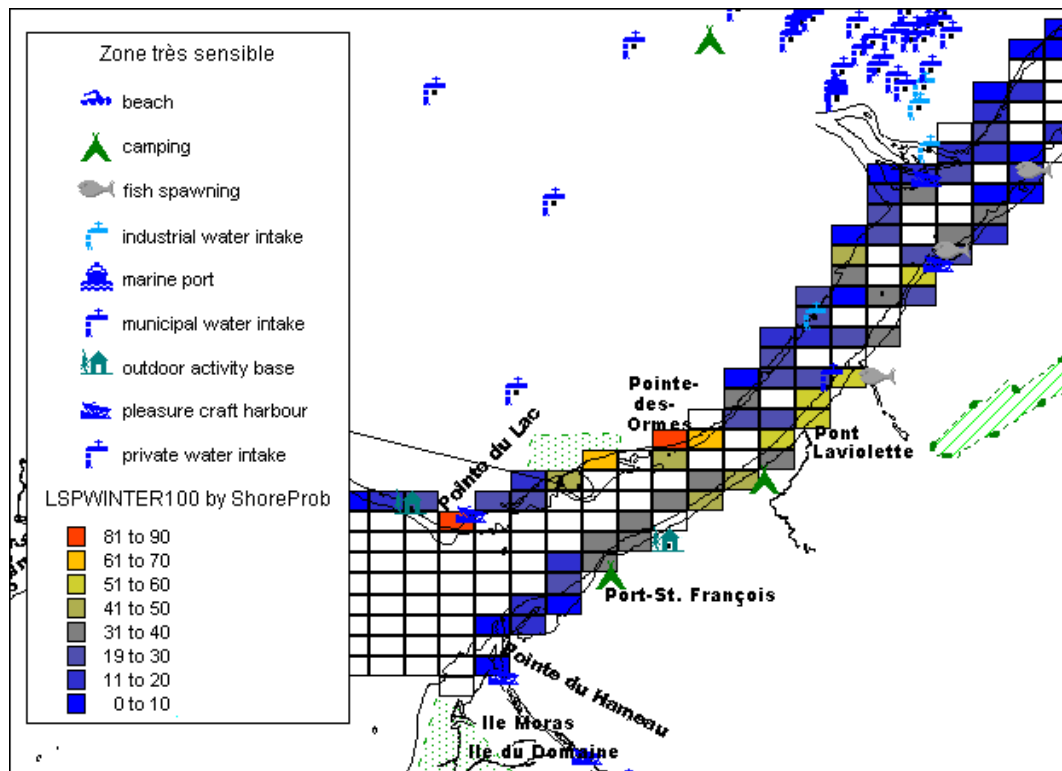 Zone très sensible
beach
camping
fish spawning
industrial water intake
marine port
municipal water intake
outdoor activity base
pleasure craft harbour
private water intake
LSPWINTER100 by ShoreProb
81 to 90
61 to 70
51 to 60
41 to 50
31 to 40
19 to 30
11 to 20
0 to 10
Pointe-
des-
Ormes
Pointe du Lac
Pont
Laviolette
Port-St. François
Pointe du Hameau
Ile Moras
Ile du Domaine